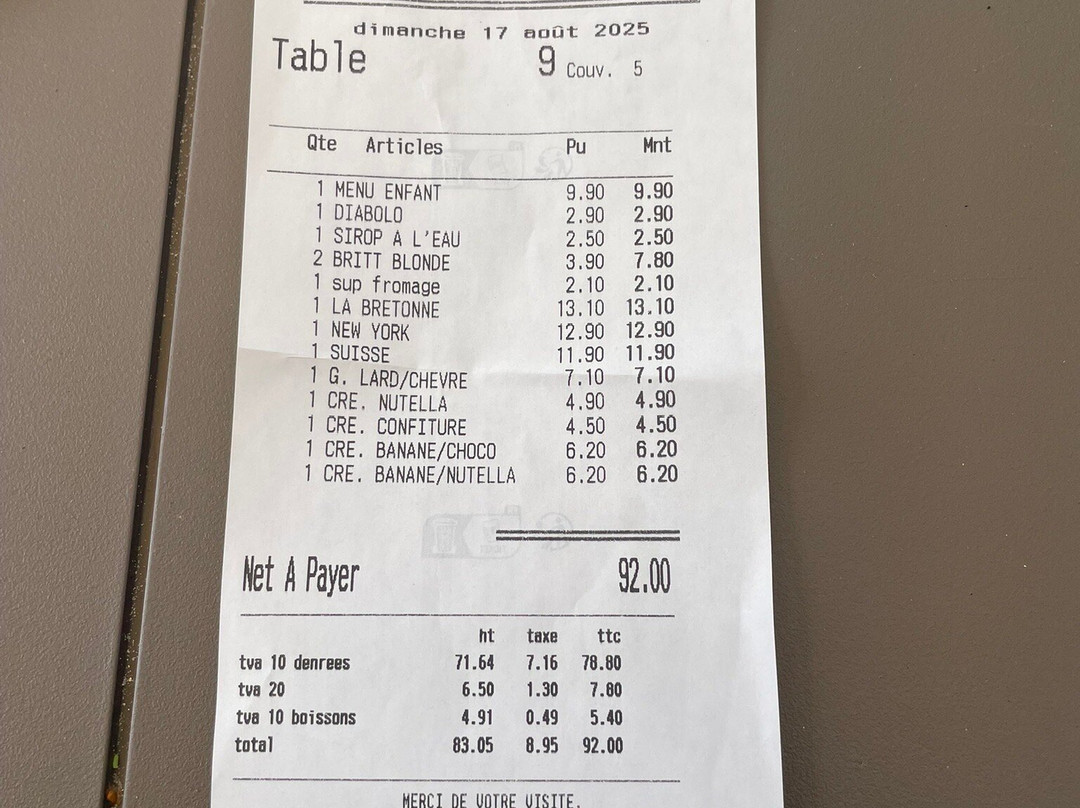 dimanche 17 août 2025
Table 9 Couv. 5
Qte Articles Pu Mnt
1 MENU ENFANT 9.90 9.90
1 DIABOLO 2.90 2.90
1 SIROP A L'EAU 2.50 2.50
2 BRITT BLONDE 3.90 7.80
1 sup fromage 2.10 2.10
1 LA BRETONNE 13.10 13.10
1 NEW YORK 12.90 12.90
1 SUISSE 11.90 11.90
1 G. LARD/CHEVRE 7.10 7.10
1 CRE. NUTELLA 4.90 4.90
1 CRE. CONFITURE 4.50 4.50
1 CRE. BANANE/CHOCO 6.20 6.20
1 CRE. BANANE/NUTELLA 6.20 6.20
Net A Payer 92.00
ht taxe ttc
tva 10 denrees 71.64 7.16 78.80
tva 20 6.50 1.30 7.80
tva 10 boissons 4.91 0.49 5.40
total 83.05 8.95 92.00
MERCI DE VOTRE VISITE.